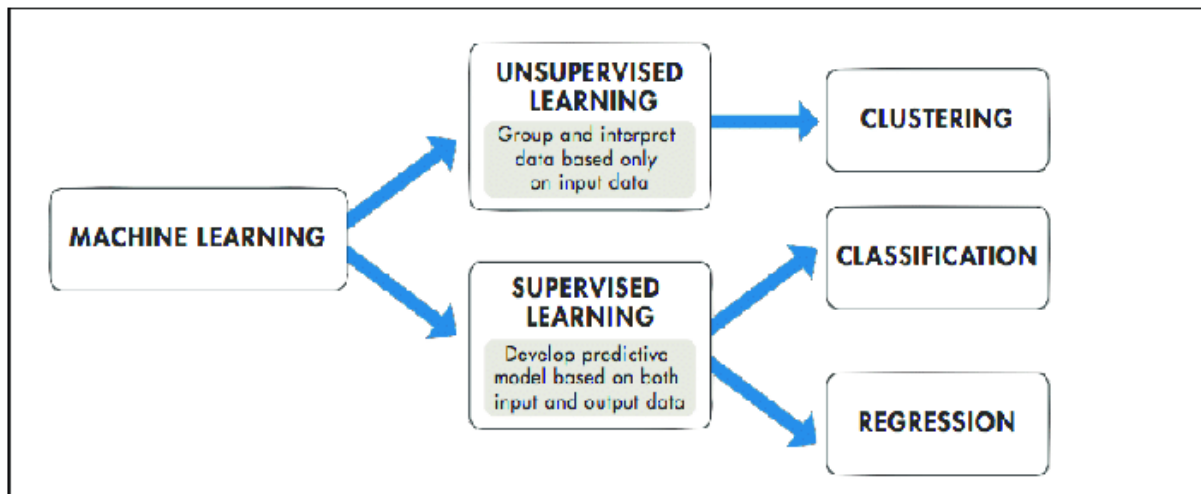 MACHINE LEARNING
UNSUPERVISED
LEARNING
Group and interpret
data based only
on input data
SUPERVISED
LEARNING
Develop predictive
model based on both
input and output data
CLUSTERING
CLASSIFICATION
REGRESSION